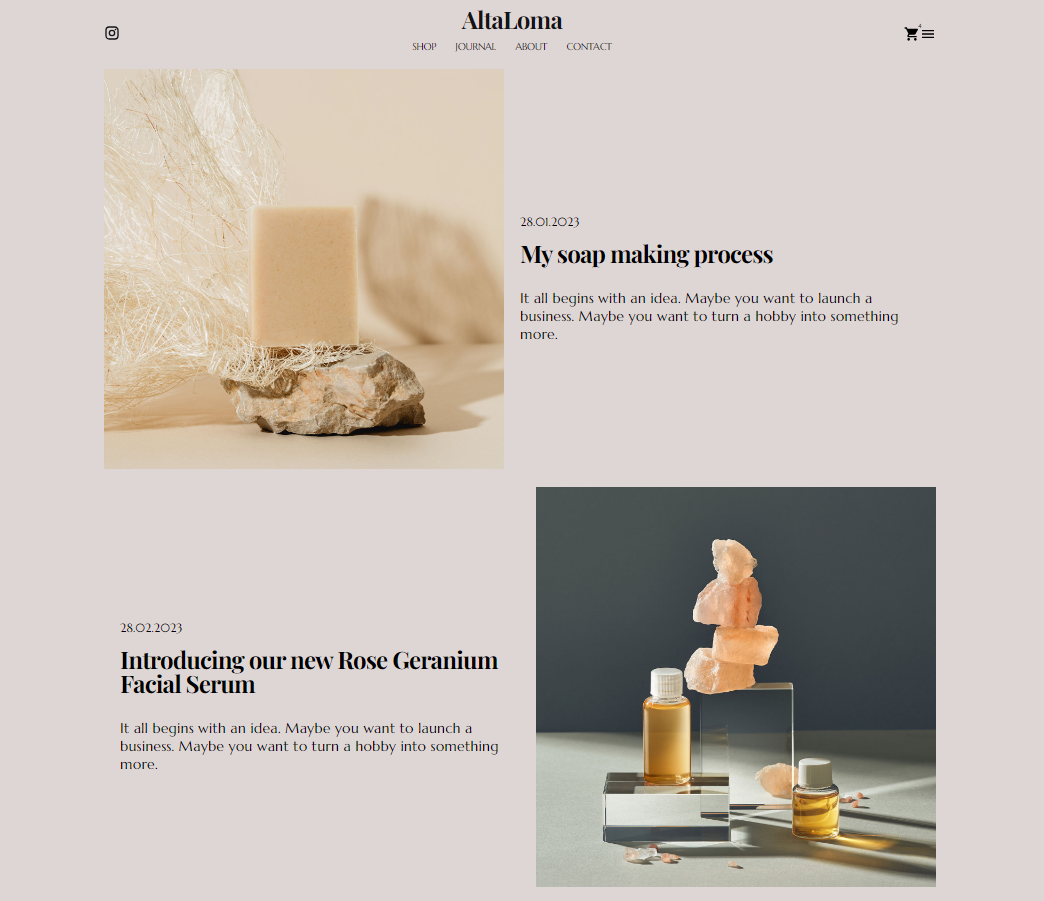 AltaLoma
4
SHOP JOURNAL ABOUT CONTACT
28.01.2023
My soap making process
It all begins with an idea. Maybe you want to launch a
business. Maybe you want to turn a hobby into something
more.
28.02.2023
Introducing our new Rose Geranium
Facial Serum
It all begins with an idea. Maybe you want to launch a
business. Maybe you want to turn a hobby into something
more.